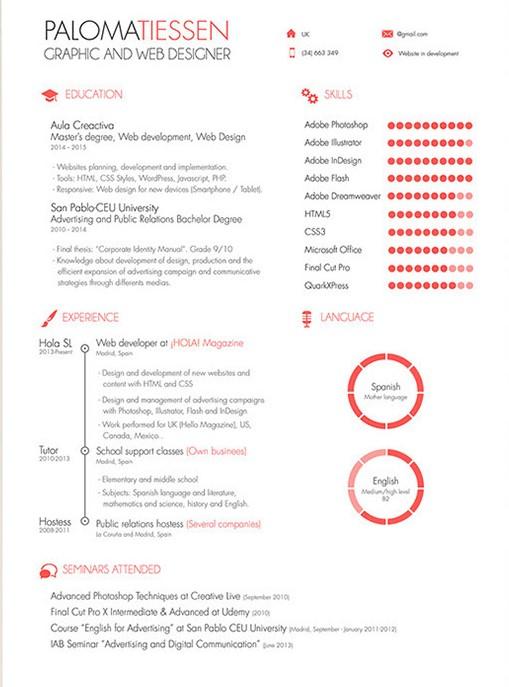 PALOMATIESSEN
GRAPHIC AND WEB DESIGNER
UK
@gmail.com
(34) 663 349
Website in development
EDUCATION
Aula Creactiva
Master's degree, Web development, Web Design
2014 - 2015
- Websites planning, development and implementation.
- Tools: HTML, CSS Styles, WordPress, Javascript, PHP.
- Responsive: Web design for new devices (Smartphone / Tablet).
San Pablo-CEU University
Advertising and Public Relations Bachelor Degree
2010 - 2014
- Final thesis: "Corporate Identity Manual". Grade 9/10
- Knowledge about development of design, production and the
efficient expansion of advertising campaign and communicative
strategies through differents medias.
SKILLS
Adobe Photoshop
Adobe Illustrator
Adobe InDesign
Adobe Flash
Adobe Dreamweaver
HTML5
CSS3
Microsoft Office
Final Cut Pro
QuarkXPress
EXPERIENCE
Hola SL
2013-Present
Web developer at ¡HOLA! Magazine
Madrid, Spain
- Design and development of new websites and
content with HTML and CSS
- Design and management of advertising campaigns
with Photoshop, Illustrator, Flash and InDesign
- Work performed for UK (Hello Magazine), US,
Canada, Mexico...
Tutor
2010-2013
School support classes (Own businees)
Madrid, Spain
- Elementary and middle school
- Subjects: Spanish language and literature,
mathematics and science, history and English.
Hostess
2008-2011
Public relations hostess (Several companies)
La Coruña and Madrid, Spain
LANGUAGE
Spanish
Mother language
English
Medium/high level
B2
SEMINARS ATTENDED
Advanced Photoshop Techniques at Creative Live (September 2010)
Final Cut Pro X Intermediate & Advanced at Udemy (2010)
Course "English for Advertising" at San Pablo CEU University (Madrid, September - January 2011-2012)
IAB Seminar "Advertising and Digital Communication" (June 2013)